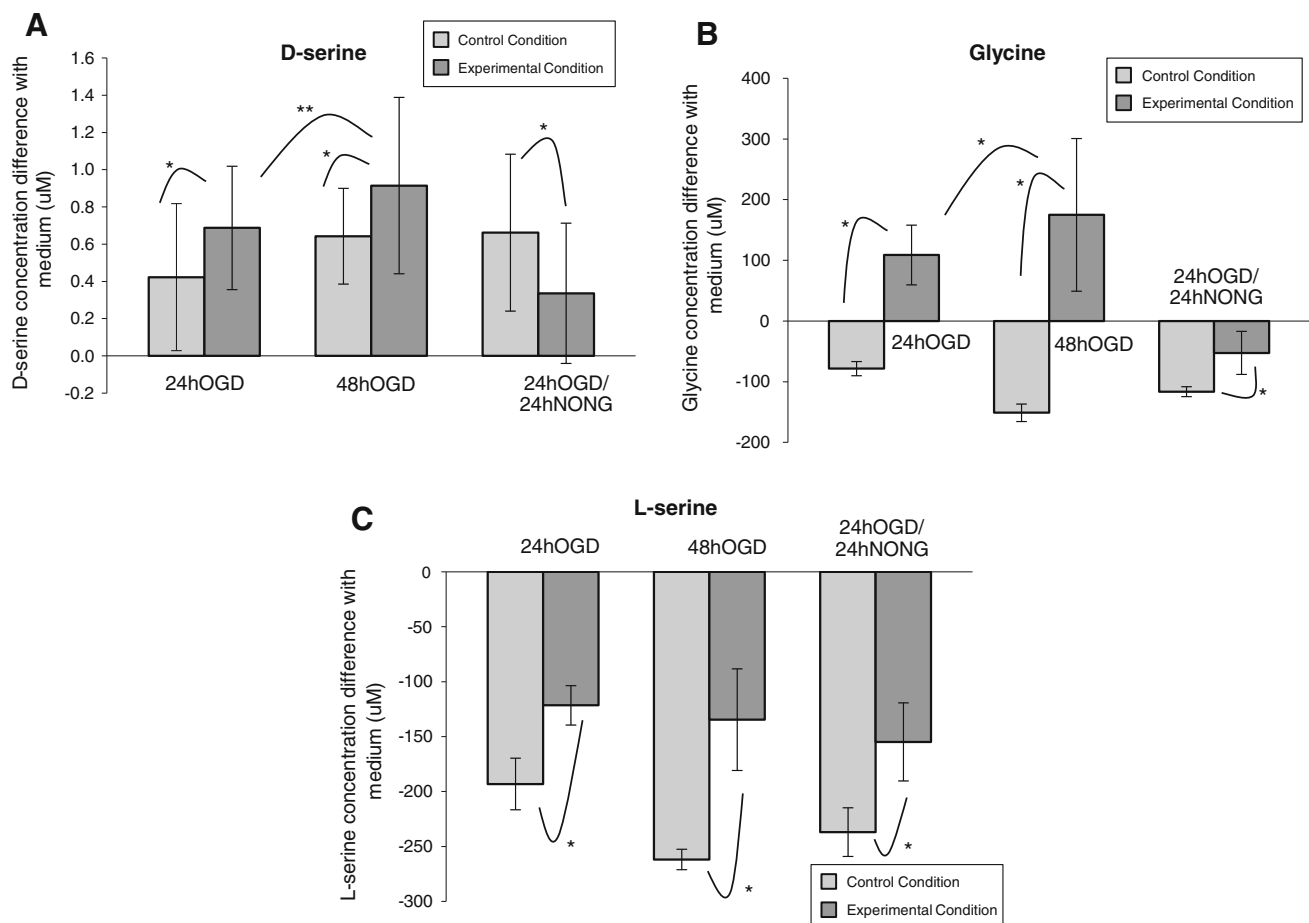 A
D-serine
Control Condition
Experimental Condition
D-serine concentration difference with
medium (uM)
1.6
1.4
1.2
1.0
0.8
0.6
0.4
0.2
0.0
-0.2
*
**
*
*
24hOGD
48hOGD
24hOGD/
24hNONG
B
Glycine
Control Condition
Experimental Condition
Glycine concentration difference with
medium (uM)
400
300
200
100
0
-100
-200
*
*
*
*
24hOGD
48hOGD
24hOGD/
24hNONG
C
L-serine
24hOGD
48hOGD
24hOGD/
24hNONG
L-serine concentration difference with
medium (uM)
0
-50
-100
-150
-200
-250
-300
*
*
*
Control Condition
Experimental Condition